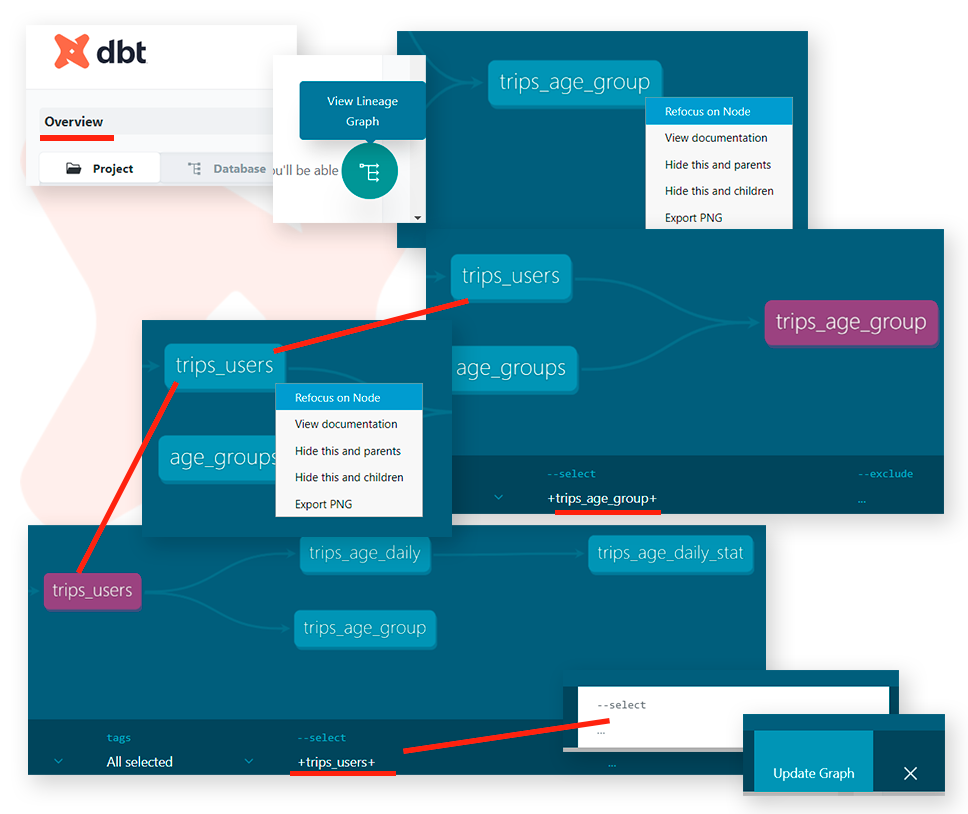 dbt
Overview
Project
Database
View Lineage
Graph
ou'll be able
trips_age_group
Refocus on Node
View documentation
Hide this and parents
Hide this and children
Export PNG
trips_users
trips_age_group
age_groups
--select
--exclude
+trips_age_group+
...
trips_users
age_groups
Refocus on Node
View documentation
Hide this and parents
Hide this and children
Export PNG
trips_users
trips_age_daily
trips_age_daily_stat
trips_age_group
tags
--select
All selected
+trips_users+
...
--select
...
Update Graph